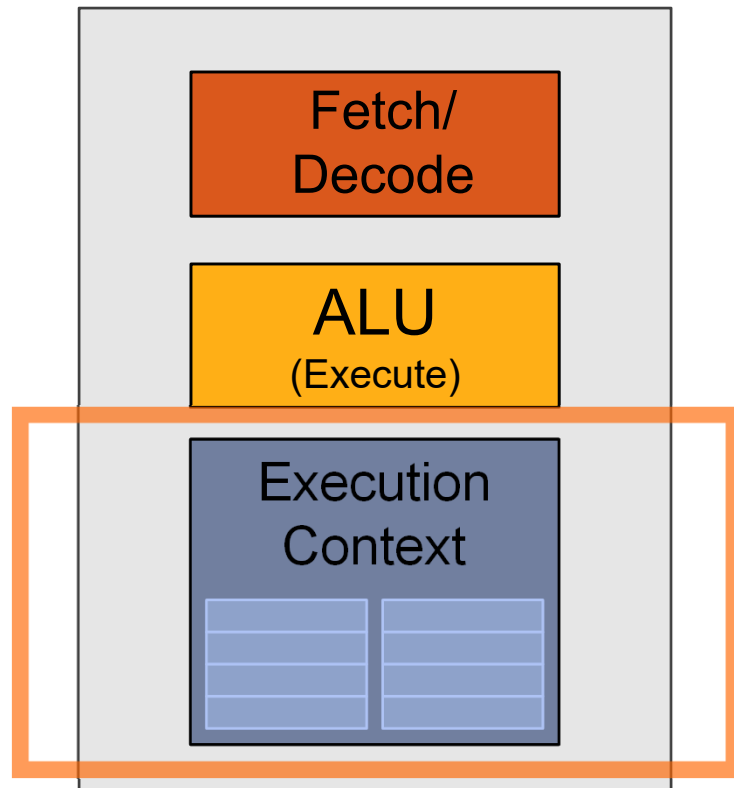 Fetch/
Decode
ALU
(Execute)
Execution
Context